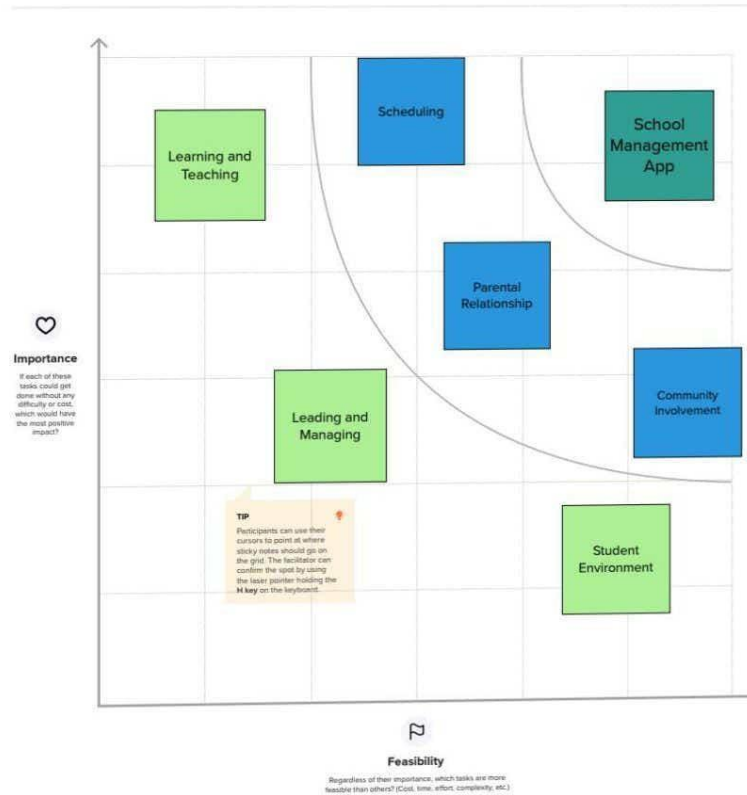 Scheduling
School
Management
App
Learning and
Teaching
Parental
Relationship
Importance
If each of these
tasks could get
done without any
difficulty or cost,
which would have
the most positive
impact?
Community
Involvement
Leading and
Managing
TIP
Participants can use their
cursors to point at where
sticky notes should go on
the grid. The facilitator can
confirm the spot by using
the laser pointer holding the
H key on the keyboard.
Student
Environment
Feasibility
Regardless of their importance, which tasks are more
feasible than others? (Cost, time, effort, complexity, etc.)